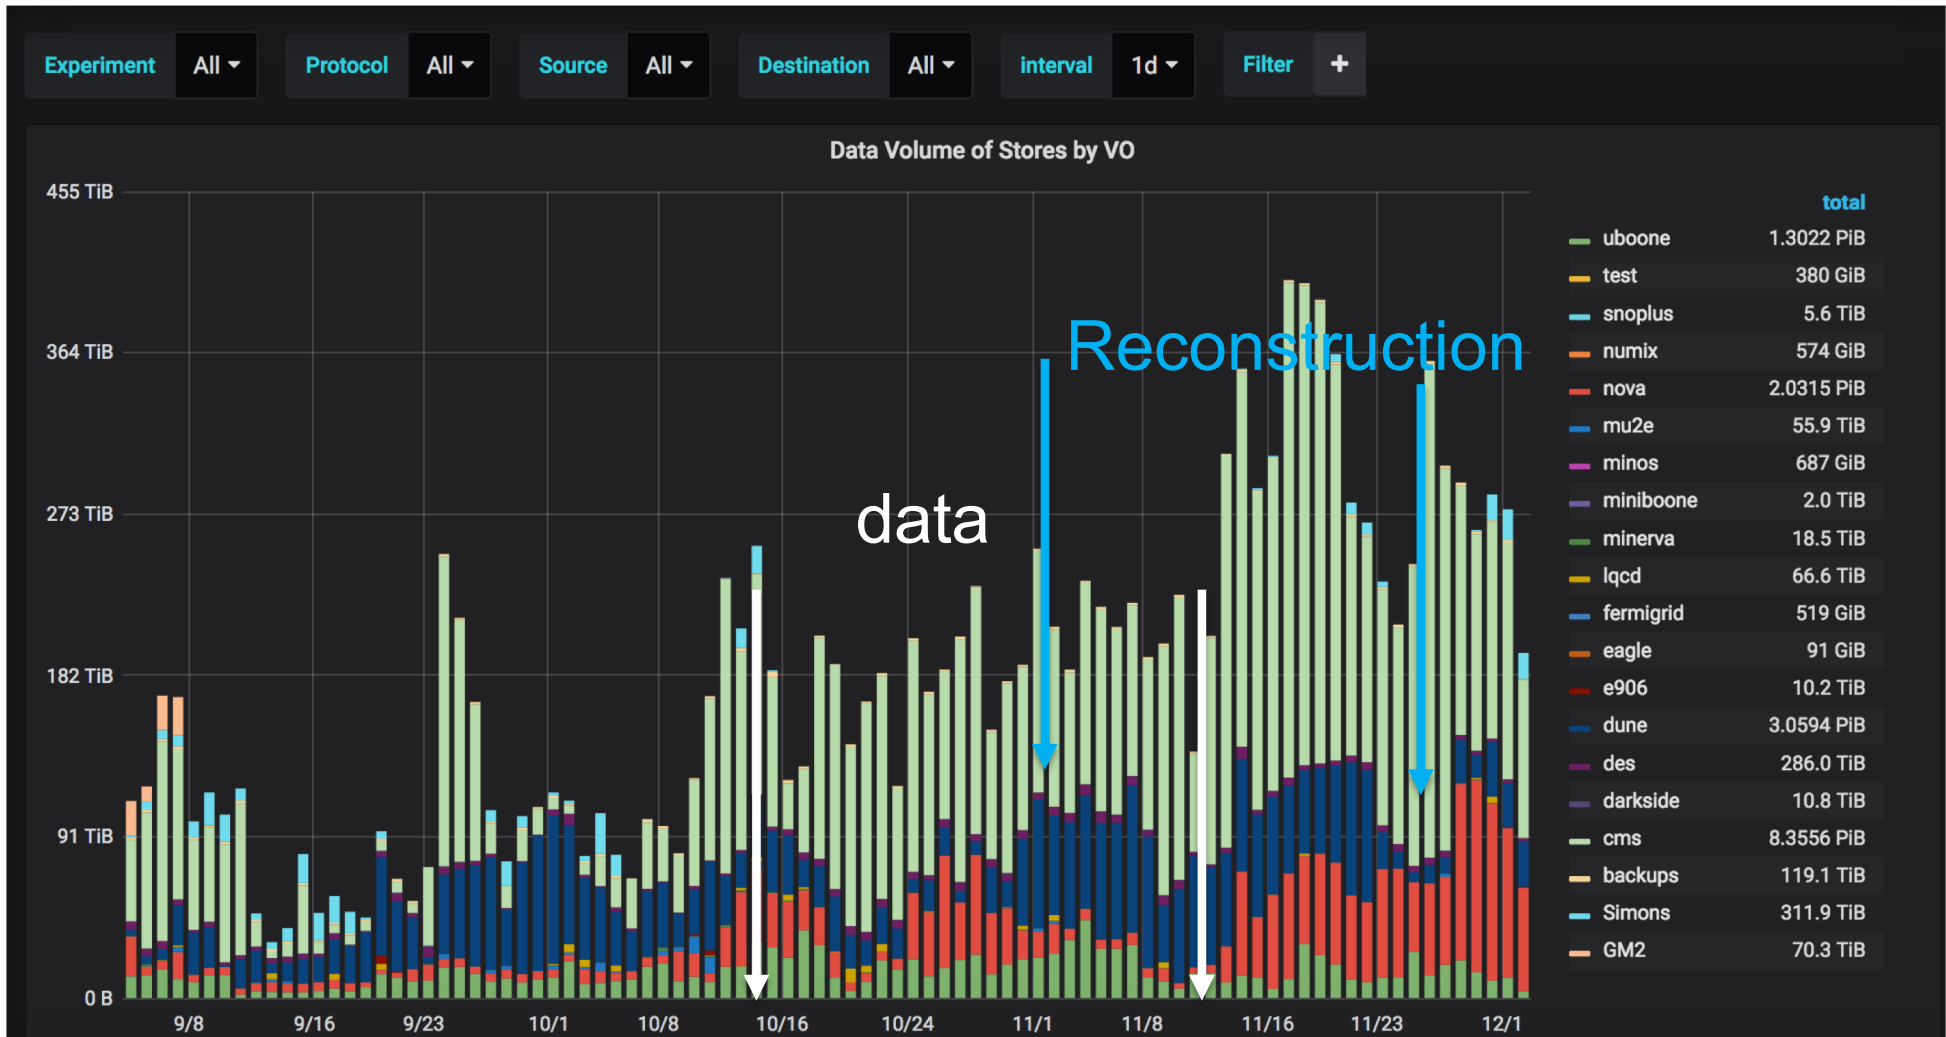 Experiment All Protocol All Source All Destination All interval 1d Filter +
Data Volume of Stores by VO
455 TiB
364 TiB
273 TiB
182 TiB
91 TiB
0 B
9/8 9/16 9/23 10/1 10/8 10/16 10/24 11/1 11/8 11/16 11/23 12/1
Reconstruction
data
total
uboone 1.3022 PiB
test 380 GiB
snoplus 5.6 TiB
numix 574 GiB
nova 2.0315 PiB
mu2e 55.9 TiB
minos 687 GiB
miniboone 2.0 TiB
minerva 18.5 TiB
lqcd 66.6 TiB
fermigrid 519 GiB
eagle 91 GiB
e906 10.2 TiB
dune 3.0594 PiB
des 286.0 TiB
darkside 10.8 TiB
cms 8.3556 PiB
backups 119.1 TiB
Simons 311.9 TiB
GM2 70.3 TiB